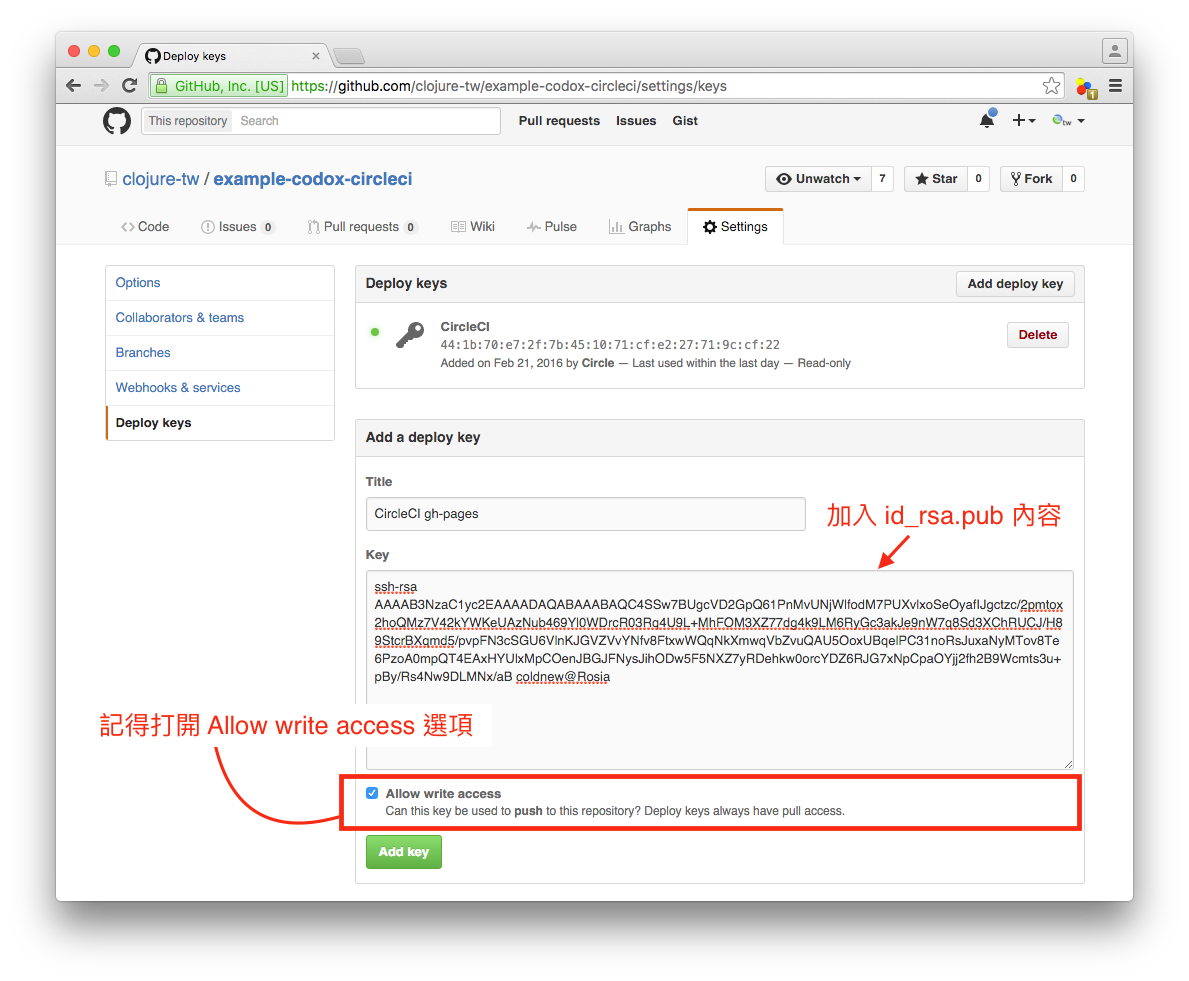 Deploy keys
GitHub, Inc. [US] https://github.com/clojure-tw/example-codox-circleci/settings/keys
This repository Search Pull requests Issues Gist
clojure-tw / example-codox-circleci
Unwatch 7 Star 0 Fork 0
Code Issues 0 Pull requests 0 Wiki Pulse Graphs Settings
Options
Collaborators & teams
Branches
Webhooks & services
Deploy keys
Deploy keys Add deploy key
CircleCI
44:1b:70:e7:2f:7b:45:10:71:cf:e2:27:71:9c:cf:22
Added on Feb 21, 2016 by Circle — Last used within the last day — Read-only
Delete
Add a deploy key
Title
CircleCI gh-pages
加入 id_rsa.pub 內容
Key
ssh-rsa
AAAAB3NzaC1yc2EAAAADAQABAAABAQC4SSw7BUgcVD2GpQ61PnMvUNjWlfodM7PUXvlxoSeOyafIJgctzc/2pmtox
2hoQMz7V42kYWKeUAzNub469Yl0WDrcR03Rq4U9L+MhFOM3XZ77dg4k9LM6RyGc3akJe9nW7q8Sd3XChRUCJ/H8
9StcrBXqmd5/pvpFN3cSGU6VlnKJGVZVvYNfv8FtxwWQqNkXmwqVbZvuQAU5OoxUBqelPC31noRsJuxaNyMTov8Te
6PzoA0mpQT4EAxHYUlxMpCOenJBGJFNysJihODw5F5NXZ7yRDehkw0orcYDZ6RJG7xNpCpaOYjj2fh2B9Wcmts3u+
pBy/Rs4Nw9DLMNx/aB coldnew@Rosia
記得打開 Allow write access 選項
Allow write access
Can this key be used to push to this repository? Deploy keys always have pull access.
Add key